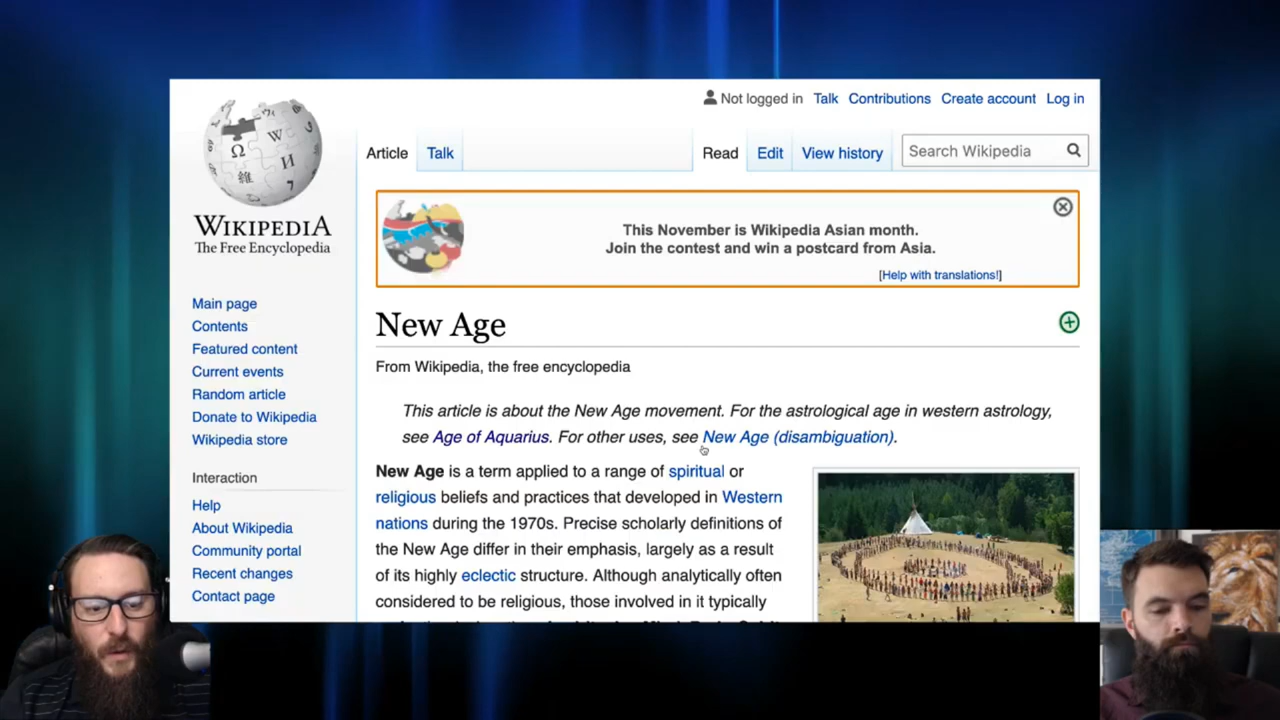 Not logged in Talk Contributions Create account Log in
Article Talk Read Edit View history Search Wikipedia
WIKIPEDIA
The Free Encyclopedia
Main page
Contents
Featured content
Current events
Random article
Donate to Wikipedia
Wikipedia store
Interaction
Help
About Wikipedia
Community portal
Recent changes
Contact page
This November is Wikipedia Asian month.
Join the contest and win a postcard from Asia.
[Help with translations!]
New Age
From Wikipedia, the free encyclopedia
This article is about the New Age movement. For the astrological age in western astrology,
see Age of Aquarius. For other uses, see New Age (disambiguation).
New Age is a term applied to a range of spiritual or
religious beliefs and practices that developed in Western
nations during the 1970s. Precise scholarly definitions of
the New Age differ in their emphasis, largely as a result
of its highly eclectic structure. Although analytically often
considered to be religious, those involved in it typically